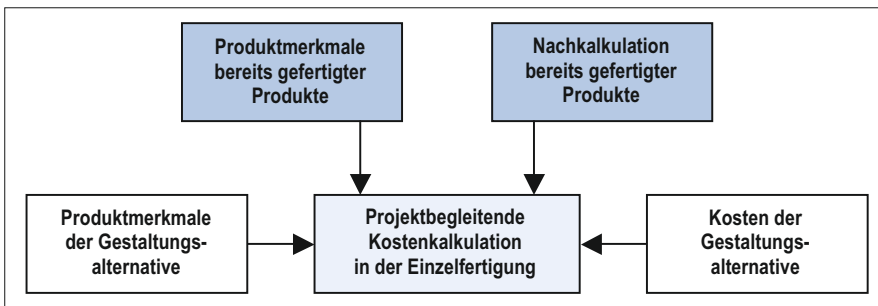 Produktmerkmale
bereits gefertigter
Produkte
Nachkalkulation
bereits gefertigter
Produkte
Produktmerkmale
der Gestaltungs-
alternative
Projektbegleitende
Kostenkalkulation
in der Einzelfertigung
Kosten der
Gestaltungs-
alternative